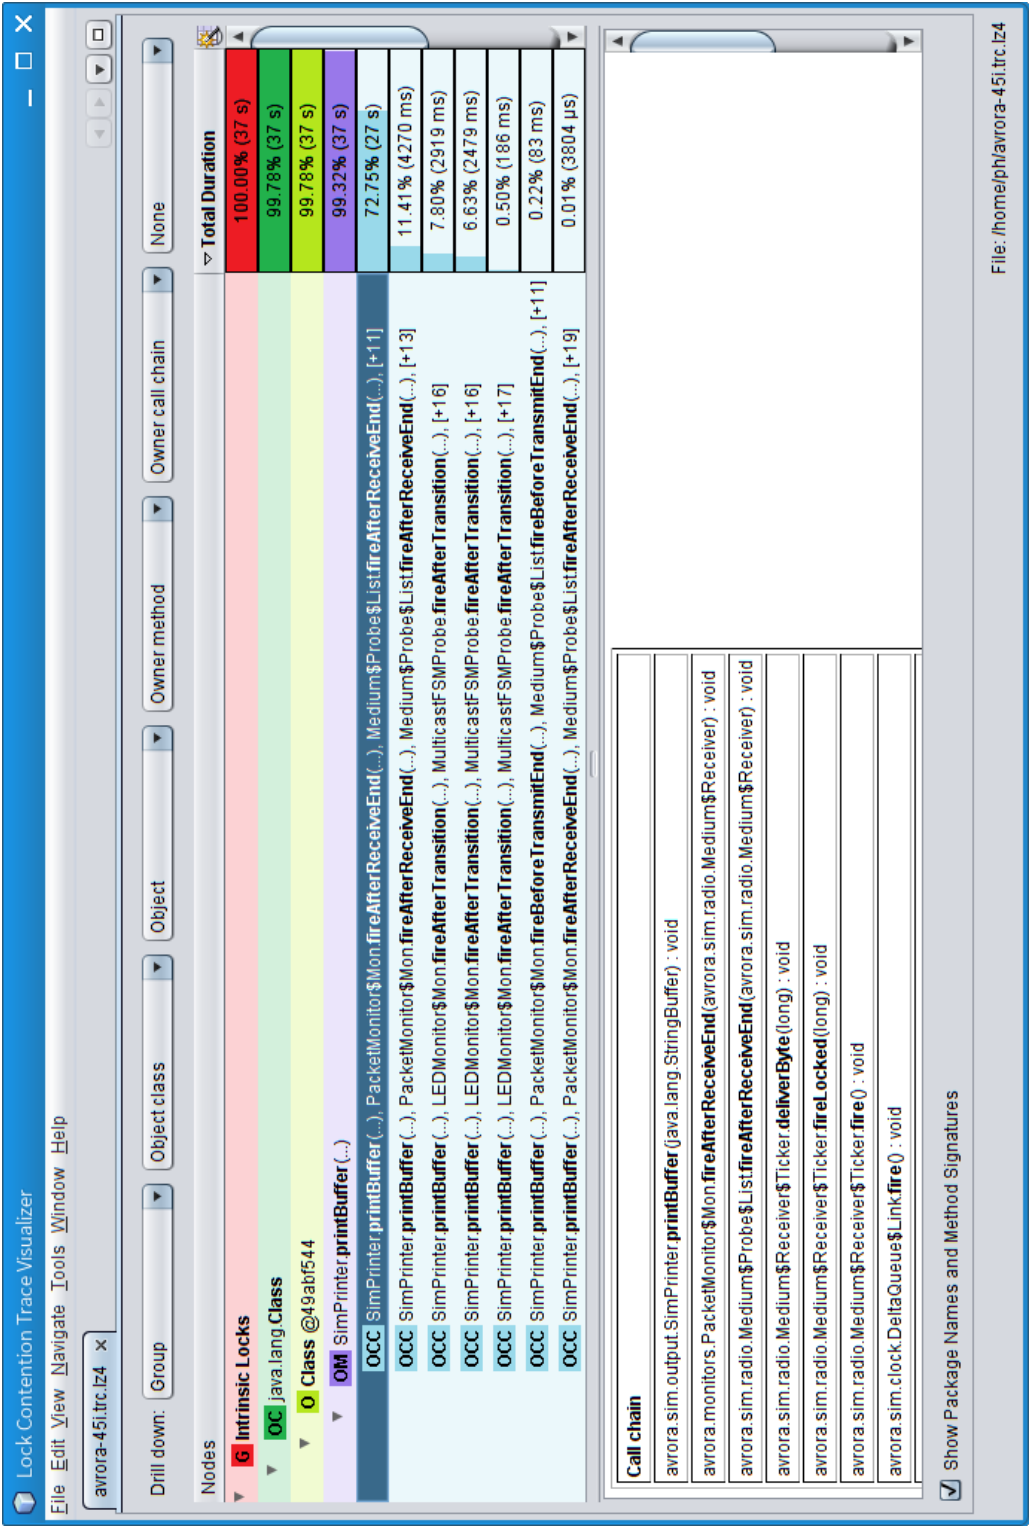 Lock Contention Trace Visualizer
File Edit View Navigate Tools Window Help
avrora-45i.trc.lz4
Drill down: Group Object class Object Owner method Owner call chain None
Nodes Total Duration
G Intrinsic Locks 100.00% (37 s)
OC java.lang.Class 99.78% (37 s)
O Class @49abf544 99.78% (37 s)
OM SimPrinter.printBuffer(...) 99.32% (37 s)
OCC SimPrinter.printBuffer(...), PacketMonitor$Mon.fireAfterReceiveEnd(...), Medium$Probe$List.fireAfterReceiveEnd(...), [+11] 72.75% (27 s)
OCC SimPrinter.printBuffer(...), PacketMonitor$Mon.fireAfterReceiveEnd(...), Medium$Probe$List.fireAfterReceiveEnd(...), [+13] 11.41% (4270 ms)
OCC SimPrinter.printBuffer(...), LEDMonitor$Mon.fireAfterTransition(...), MulticastFSMProbe.fireAfterTransition(...), [+16] 7.80% (2919 ms)
OCC SimPrinter.printBuffer(...), LEDMonitor$Mon.fireAfterTransition(...), MulticastFSMProbe.fireAfterTransition(...), [+16] 6.63% (2479 ms)
OCC SimPrinter.printBuffer(...), LEDMonitor$Mon.fireAfterTransition(...), MulticastFSMProbe.fireAfterTransition(...), [+17] 0.50% (186 ms)
OCC SimPrinter.printBuffer(...), PacketMonitor$Mon.fireBeforeTransmitEnd(...), Medium$Probe$List.fireBeforeTransmitEnd(...), [+11] 0.22% (83 ms)
OCC SimPrinter.printBuffer(...), PacketMonitor$Mon.fireAfterReceiveEnd(...), Medium$Probe$List.fireAfterReceiveEnd(...), [+19] 0.01% (3804 µs)
Call chain
avrora.sim.output.SimPrinter.printBuffer(java.lang.StringBuffer) : void
avrora.monitors.PacketMonitor$Mon.fireAfterReceiveEnd(avrora.sim.radio.Medium$Receiver) : void
avrora.sim.radio.Medium$Probe$List.fireAfterReceiveEnd(avrora.sim.radio.Medium$Receiver) : void
avrora.sim.radio.Medium$Receiver$Ticker.deliverByte(long) : void
avrora.sim.radio.Medium$Receiver$Ticker.fireLocked(long) : void
avrora.sim.radio.Medium$Receiver$Ticker.fire() : void
avrora.sim.clock.DeltaQueue$Link.fire() : void
Show Package Names and Method Signatures
File: /home/ph/avrora-45i.trc.lz4